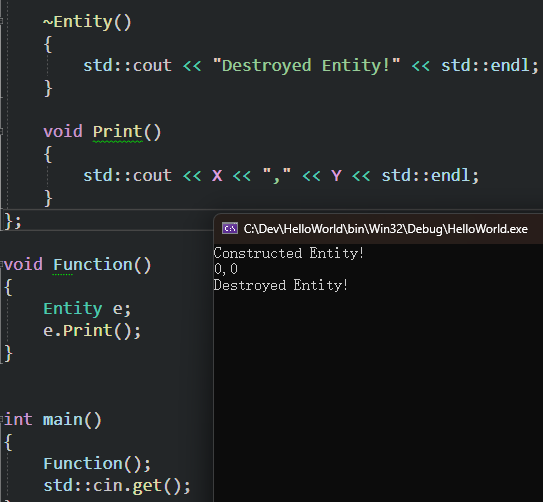 ~Entity()
{
std::cout << "Destroyed Entity!" << std::endl;
}
void Print()
{
std::cout << X << "," << Y << std::endl;
}
};
void Function()
{
Entity e;
e.Print();
}
int main()
{
Function();
std::cin.get();
C:\Dev\HelloWorld\bin\Win32\Debug\HelloWorld.exe
Constructed Entity!
0,0
Destroyed Entity!